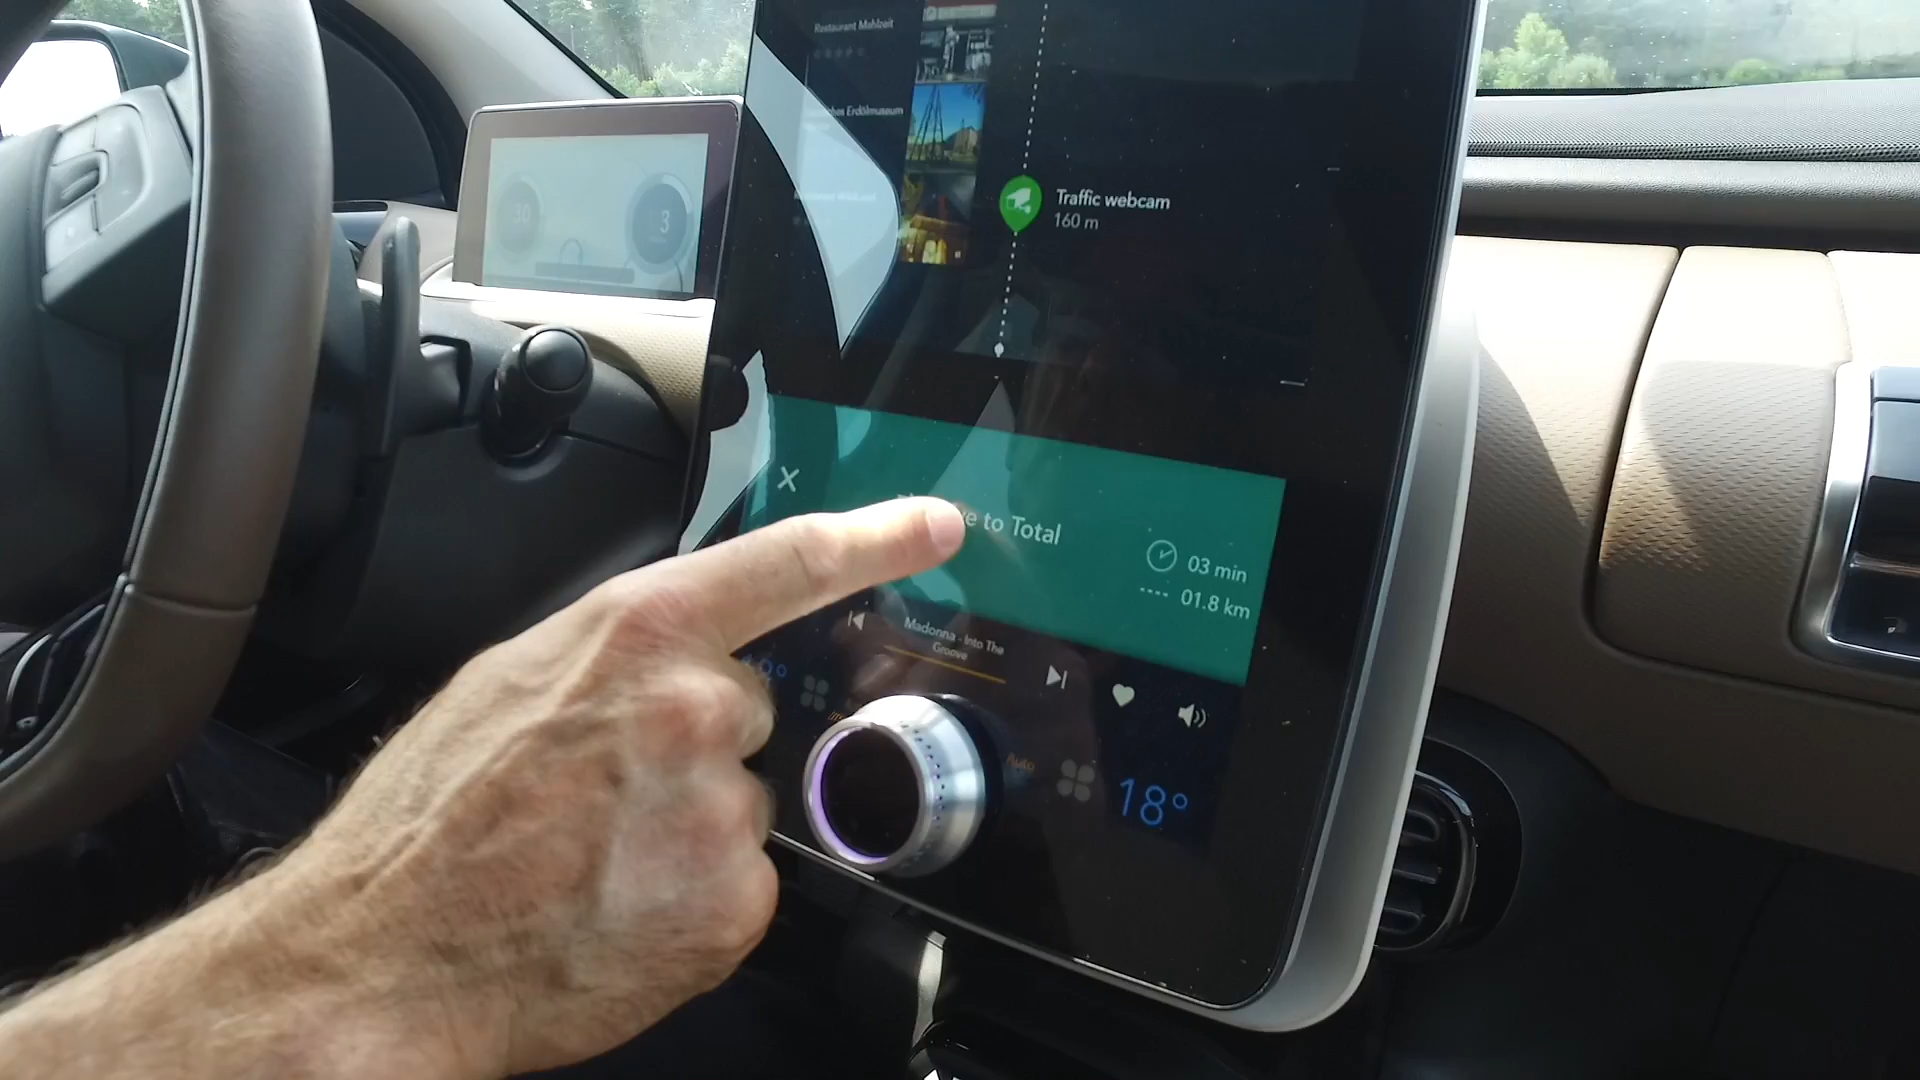 Restaurant Mahlzeit
Erdölmuseum
Traffic webcam
160 m
to Total
03 min
01.8 km
Madonna - Into The
Groove
Auto
18°